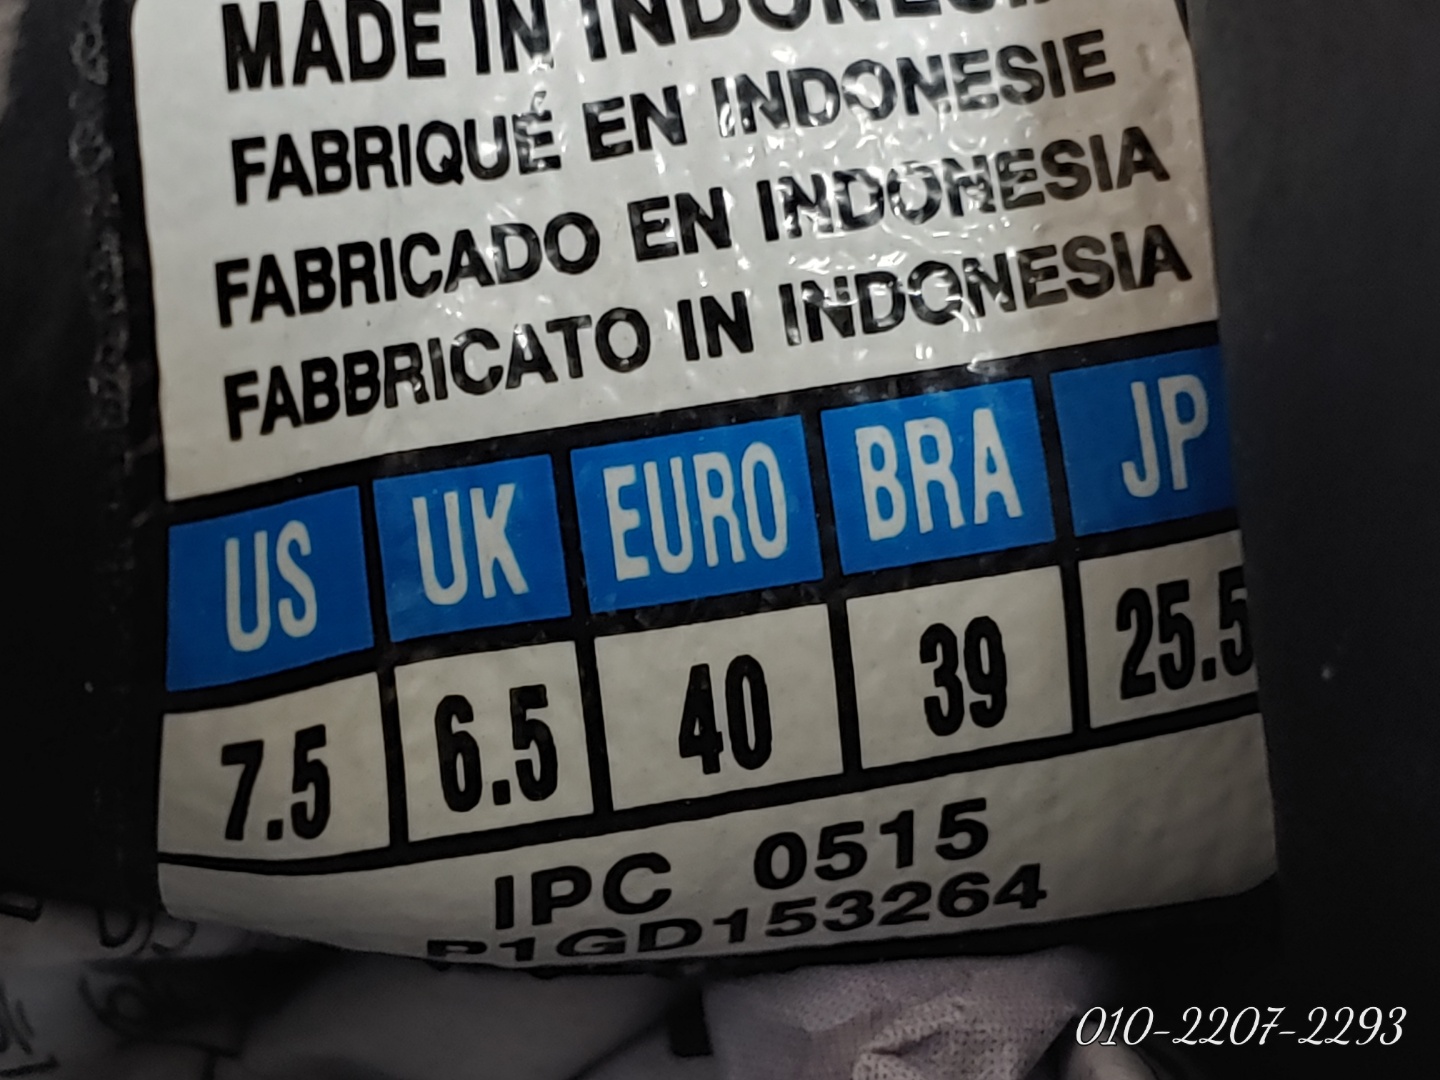 MADE IN INDONESIA
FABRIQUÉ EN INDONESIE
FABRICADO EN INDONESIA
FABBRICATO IN INDONESIA
US UK EURO BRA JP
7.5 6.5 40 39 25.5
IPC 0515
P1GD153264
010-2207-2293